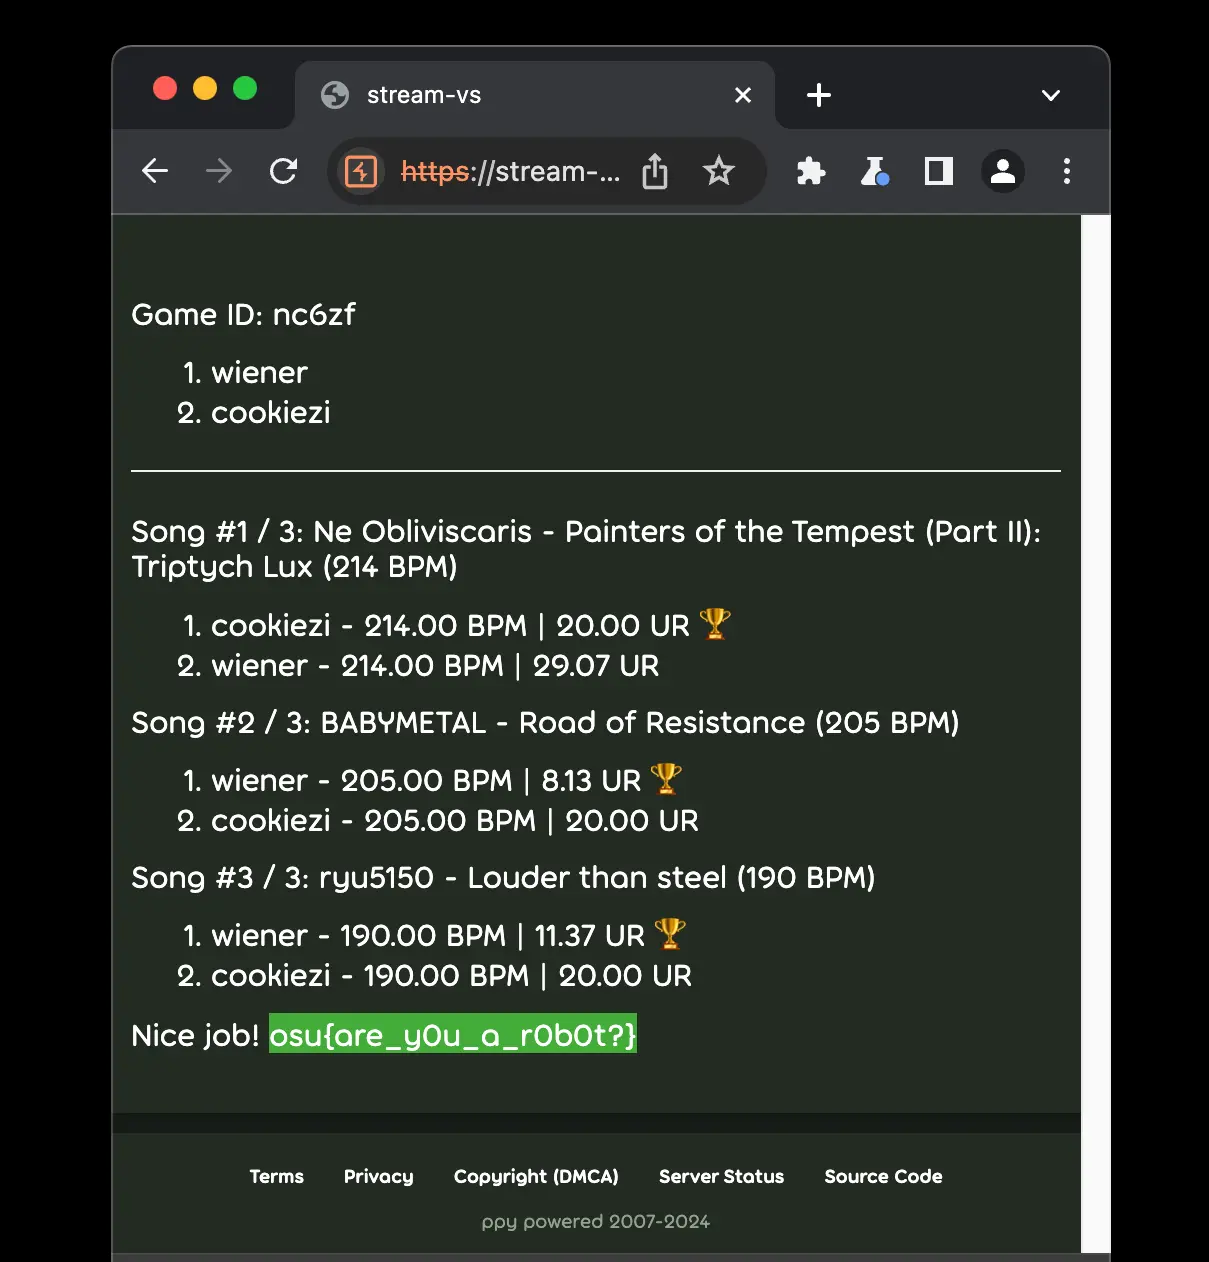 stream-vs
https://stream-...
Game ID: nc6zf
1. wiener
2. cookiezi
Song #1 / 3: Ne Obliviscaris - Painters of the Tempest (Part II):
Triptych Lux (214 BPM)
1. cookiezi - 214.00 BPM | 20.00 UR 🏆
2. wiener - 214.00 BPM | 29.07 UR
Song #2 / 3: BABYMETAL - Road of Resistance (205 BPM)
1. wiener - 205.00 BPM | 8.13 UR 🏆
2. cookiezi - 205.00 BPM | 20.00 UR
Song #3 / 3: ryu5150 - Louder than steel (190 BPM)
1. wiener - 190.00 BPM | 11.37 UR 🏆
2. cookiezi - 190.00 BPM | 20.00 UR
Nice job! osu{are_y0u_a_r0b0t?}
Terms Privacy Copyright (DMCA) Server Status Source Code
ppy powered 2007-2024